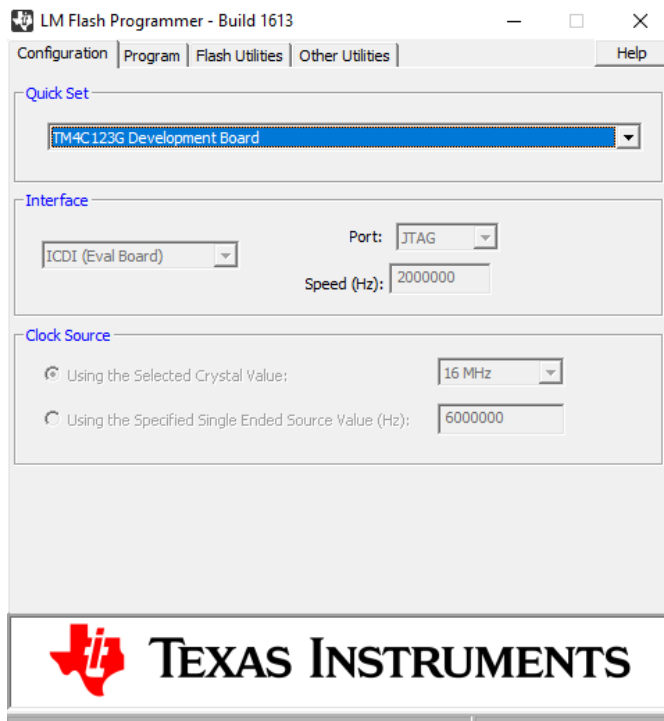 LM Flash Programmer - Build 1613
Configuration Program Flash Utilities Other Utilities Help
Quick Set
TM4C123G Development Board
Interface
Port: JTAG
ICDI (Eval Board)
Speed (Hz): 2000000
Clock Source
Using the Selected Crystal Value: 16 MHz
Using the Specified Single Ended Source Value (Hz): 6000000
TEXAS INSTRUMENTS